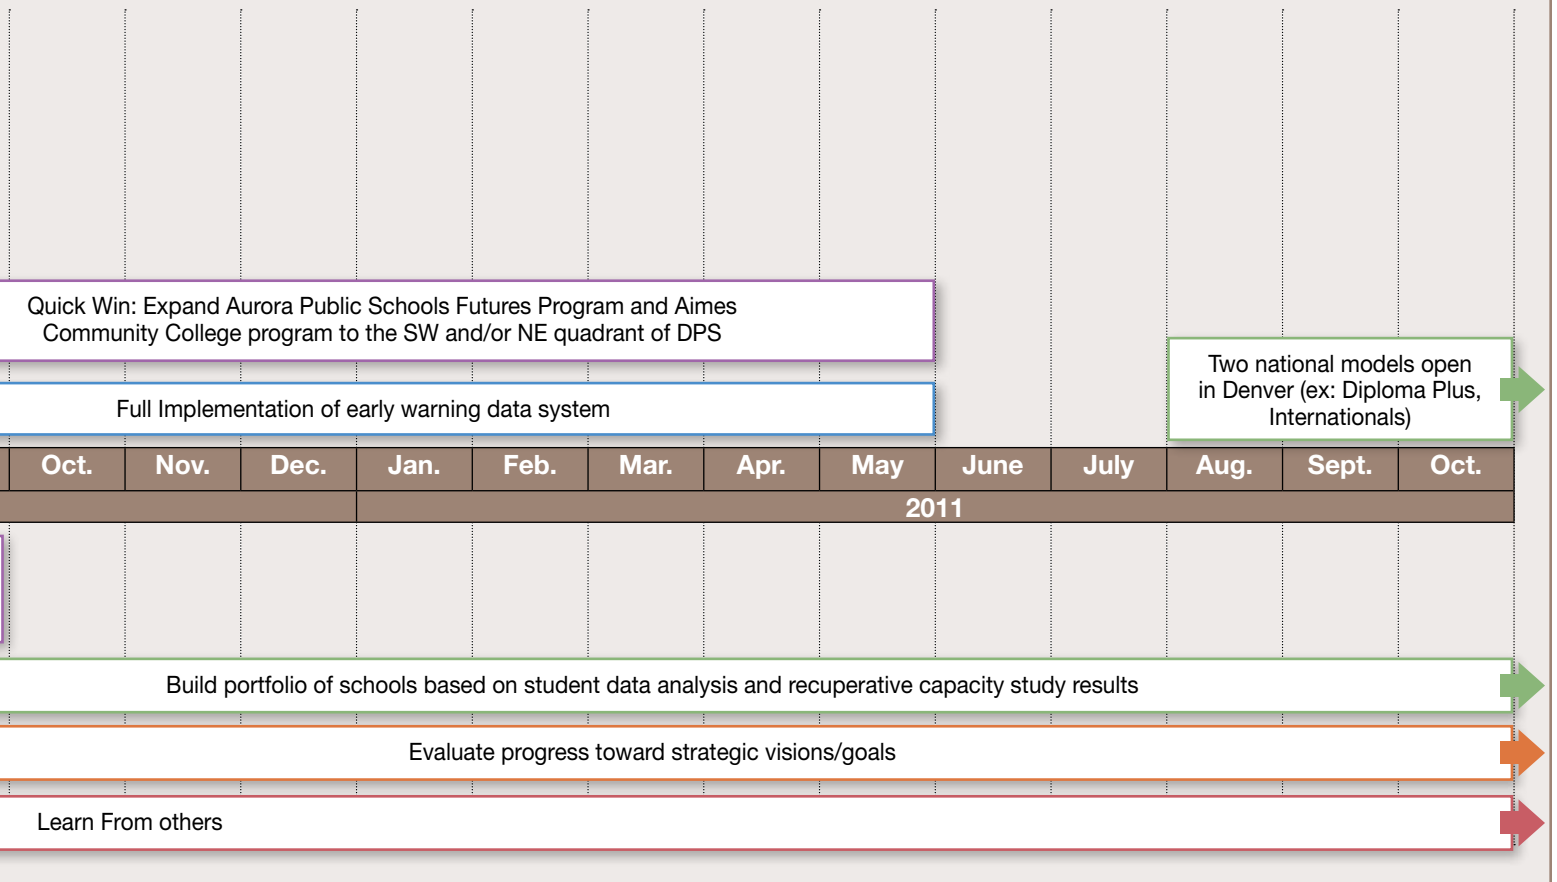 Quick Win: Expand Aurora Public Schools Futures Program and Aimes
Community College program to the SW and/or NE quadrant of DPS
Two national models open
in Denver (ex: Diploma Plus,
Internationals)
Full Implementation of early warning data system
Oct. Nov. Dec. Jan. Feb. Mar. Apr. May June July Aug. Sept. Oct.
2011
Build portfolio of schools based on student data analysis and recuperative capacity study results
Evaluate progress toward strategic visions/goals
Learn From others